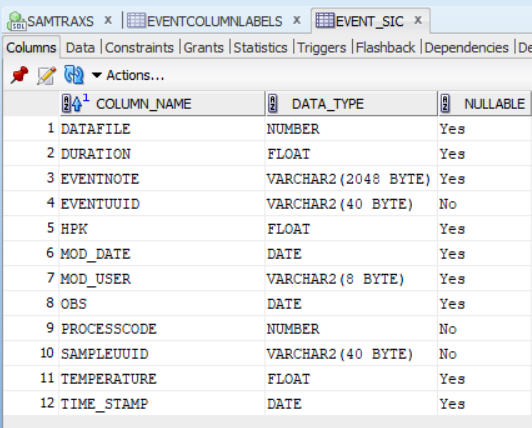 SAMTRAXS x EVENTCOLUMNLABELS x EVENT_SIC x
Columns Data |Constraints |Grants |Statistics |Triggers |Flashback |Dependencies |De
Actions...
1 COLUMN_NAME DATA_TYPE NULLABLE
1 DATAFILE NUMBER Yes
2 DURATION FLOAT Yes
3 EVENTNOTE VARCHAR2(2048 BYTE) Yes
4 EVENTUUID VARCHAR2(40 BYTE) No
5 HPK FLOAT Yes
6 MOD_DATE DATE Yes
7 MOD_USER VARCHAR2(8 BYTE) Yes
8 OBS DATE Yes
9 PROCESSCODE NUMBER No
10 SAMPLEUUID VARCHAR2(40 BYTE) No
11 TEMPERATURE FLOAT Yes
12 TIME_STAMP DATE Yes